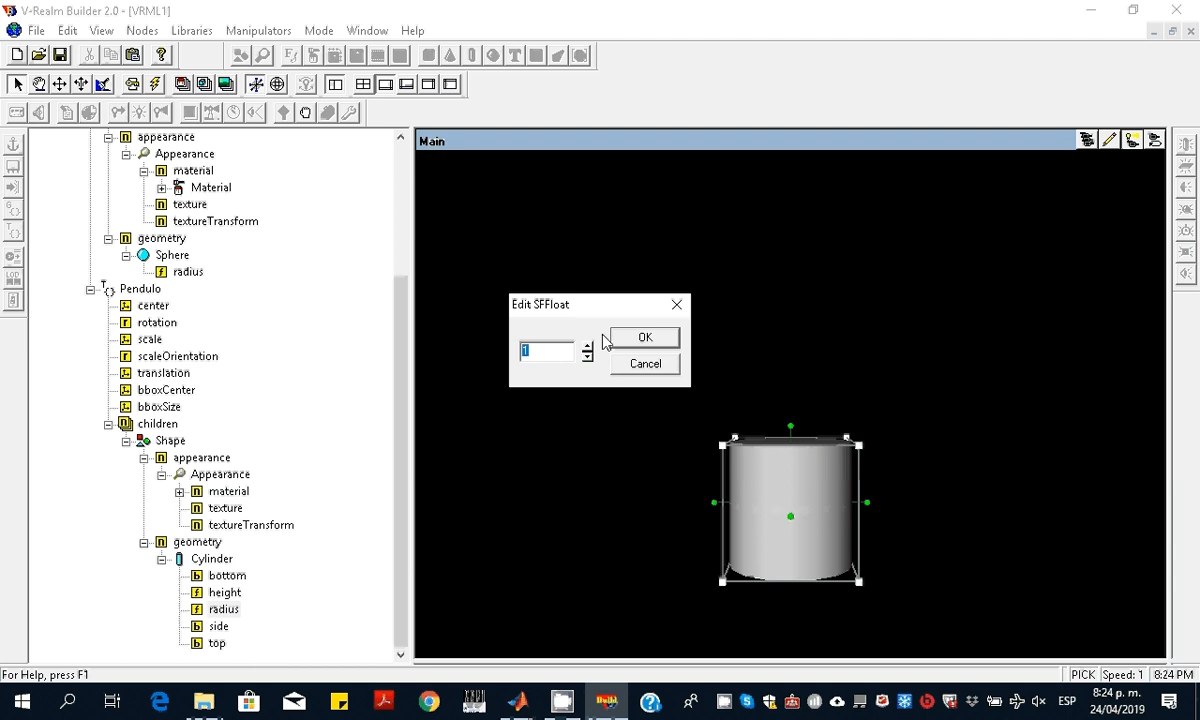 V-Realm Builder 2.0 - [VRML1]
File Edit View Nodes Libraries Manipulators Mode Window Help
Main
appearance
Appearance
material
Material
texture
textureTransform
geometry
Sphere
radius
Pendulo
center
rotation
scale
scaleOrientation
translation
bboxCenter
bboxSize
children
Shape
appearance
Appearance
material
texture
textureTransform
geometry
Cylinder
bottom
height
radius
side
top
Edit SFFloat
1
OK
Cancel
For Help, press F1
PICK Speed: 1 8:24 PM
ESP
8:24 p. m.
24/04/2019